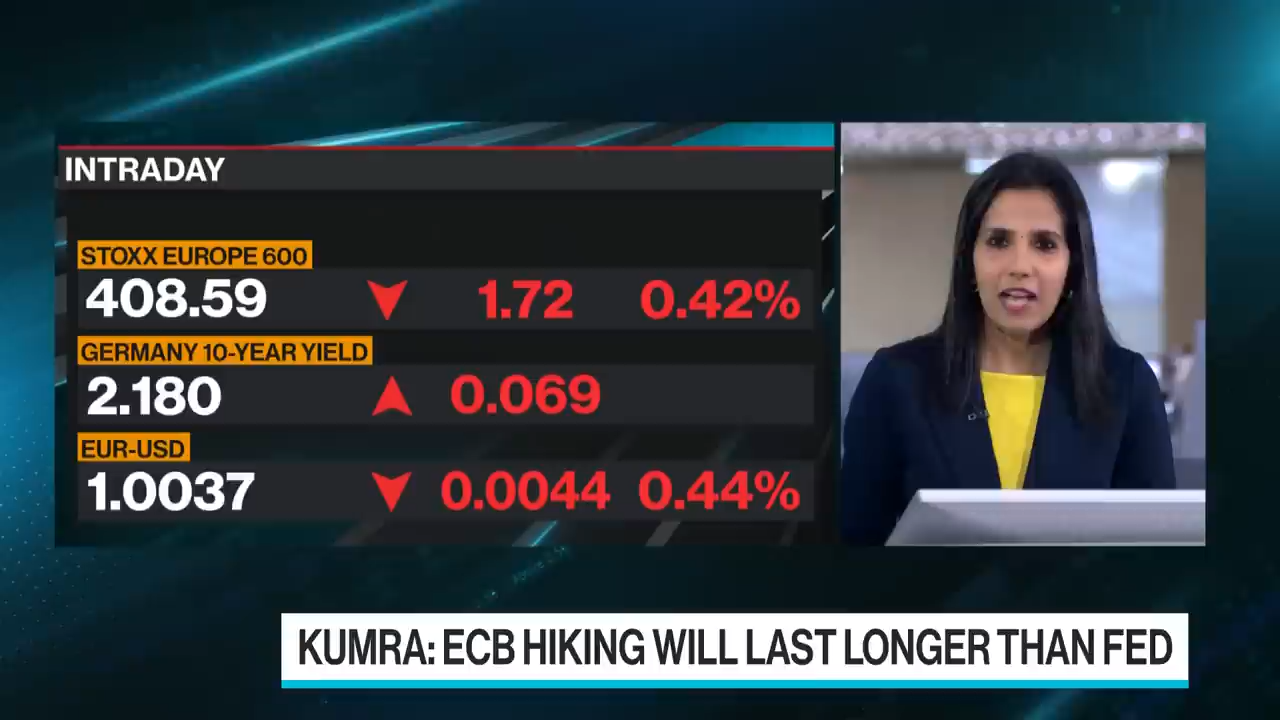 INTRADAY
STOXX EUROPE 600
408.59 ▼ 1.72 0.42%
GERMANY 10-YEAR YIELD
2.180 ▲ 0.069
EUR-USD
1.0037 ▼ 0.0044 0.44%
KUMRA: ECB HIKING WILL LAST LONGER THAN FED